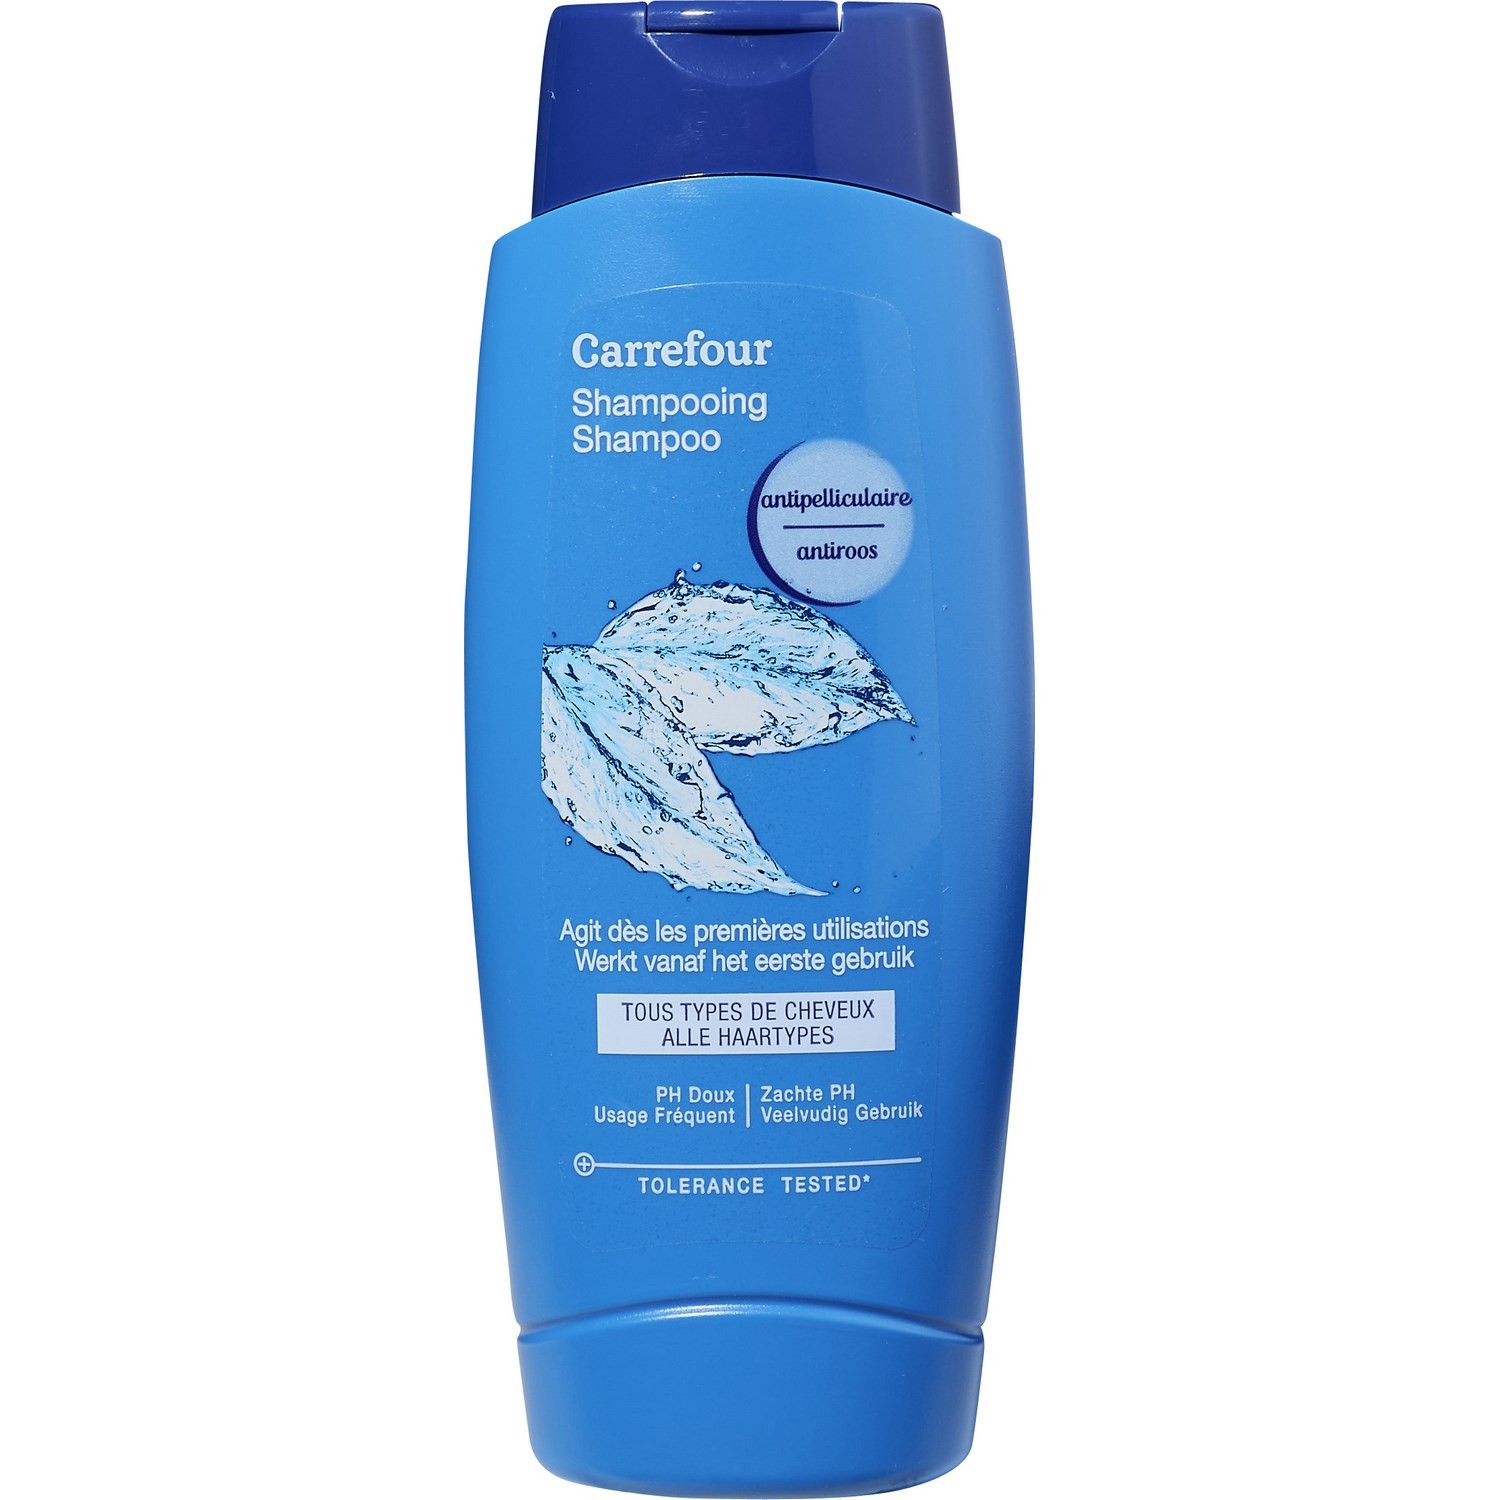 Carrefour
Shampooing
Shampoo
antipelliculaire
antiroos
Agit dès les premières utilisations
Werkt vanaf het eerste gebruik
TOUS TYPES DE CHEVEUX
ALLE HAARTYPES
PH Doux | Zachte PH
Usage Fréquent | Veelvudig Gebruik
TOLERANCE TESTED*